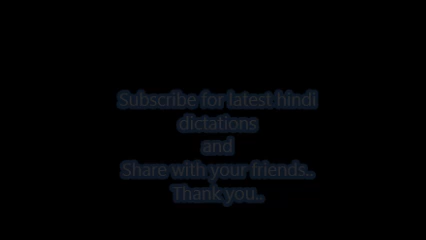 Subscribe for latest hindi
dictations
and
Share with your friends..
Thank you..